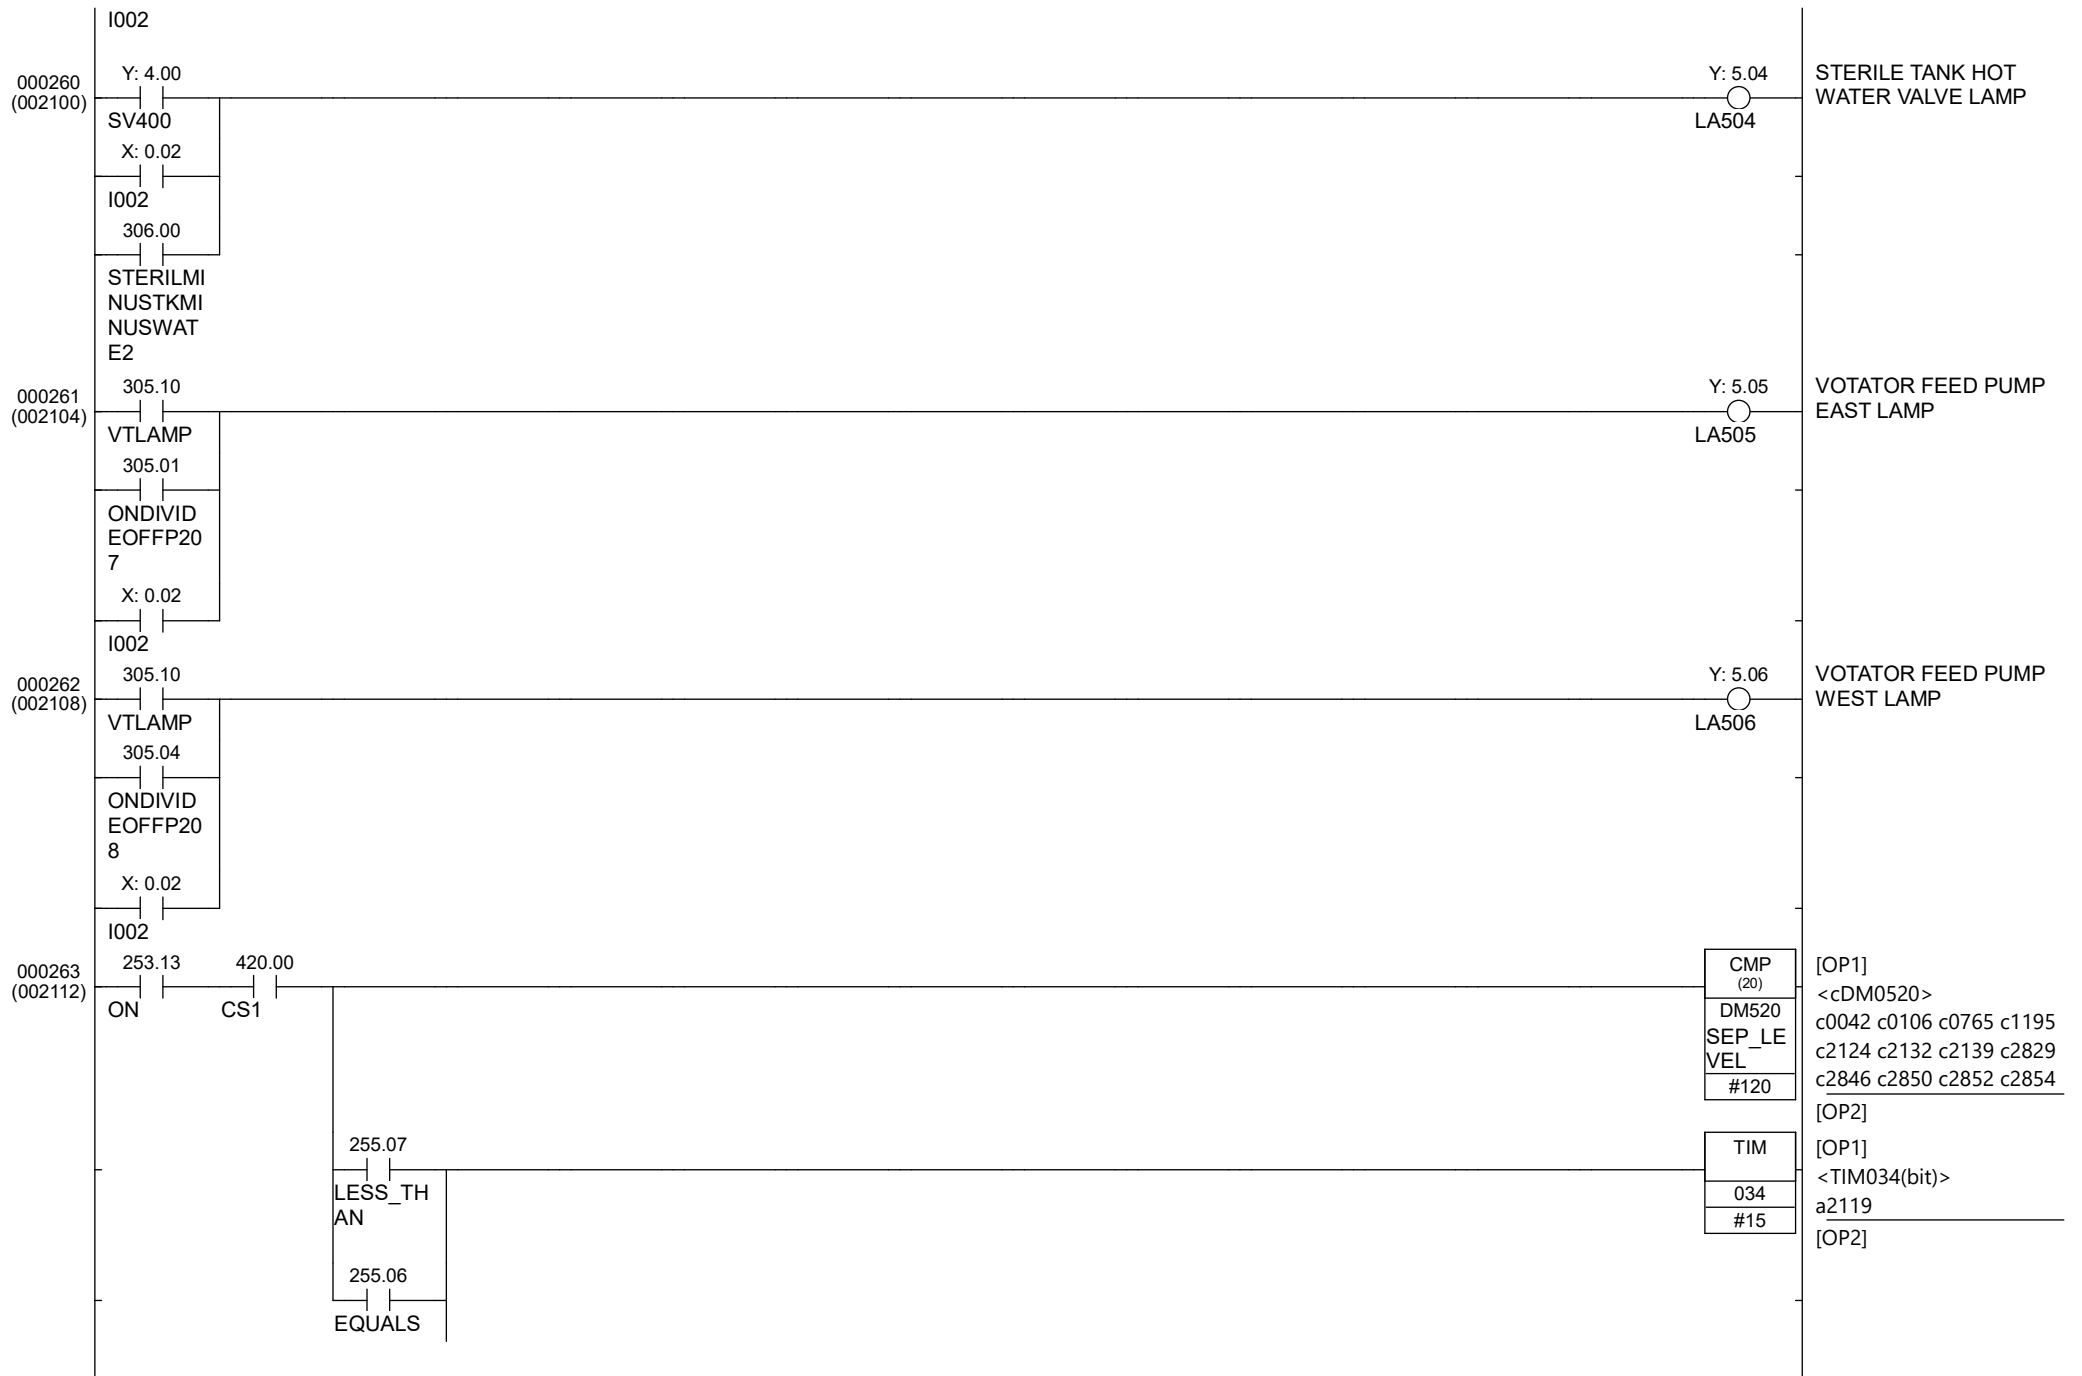 I002
000260
(002100)
Y: 4.00
SV400
Y: 5.04
LA504
STERILE TANK HOT
WATER VALVE LAMP
X: 0.02
I002
306.00
STERILMI
NUSTKMI
NUSWAT
E2
000261
(002104)
305.10
VTLAMP
Y: 5.05
LA505
VOTATOR FEED PUMP
EAST LAMP
305.01
ONDIVID
EOFFP20
7
X: 0.02
I002
000262
(002108)
305.10
VTLAMP
Y: 5.06
LA506
VOTATOR FEED PUMP
WEST LAMP
305.04
ONDIVID
EOFFP20
8
X: 0.02
I002
000263
(002112)
253.13
ON
420.00
CS1
CMP
(20)
DM520
SEP_LE
VEL
#120
[OP1]
<cDM0520>
c0042 c0106 c0765 c1195
c2124 c2132 c2139 c2829
c2846 c2850 c2852 c2854
[OP2]
255.07
LESS_TH
AN
TIM
034
#15
[OP1]
<TIM034(bit)>
a2119
[OP2]
255.06
EQUALS